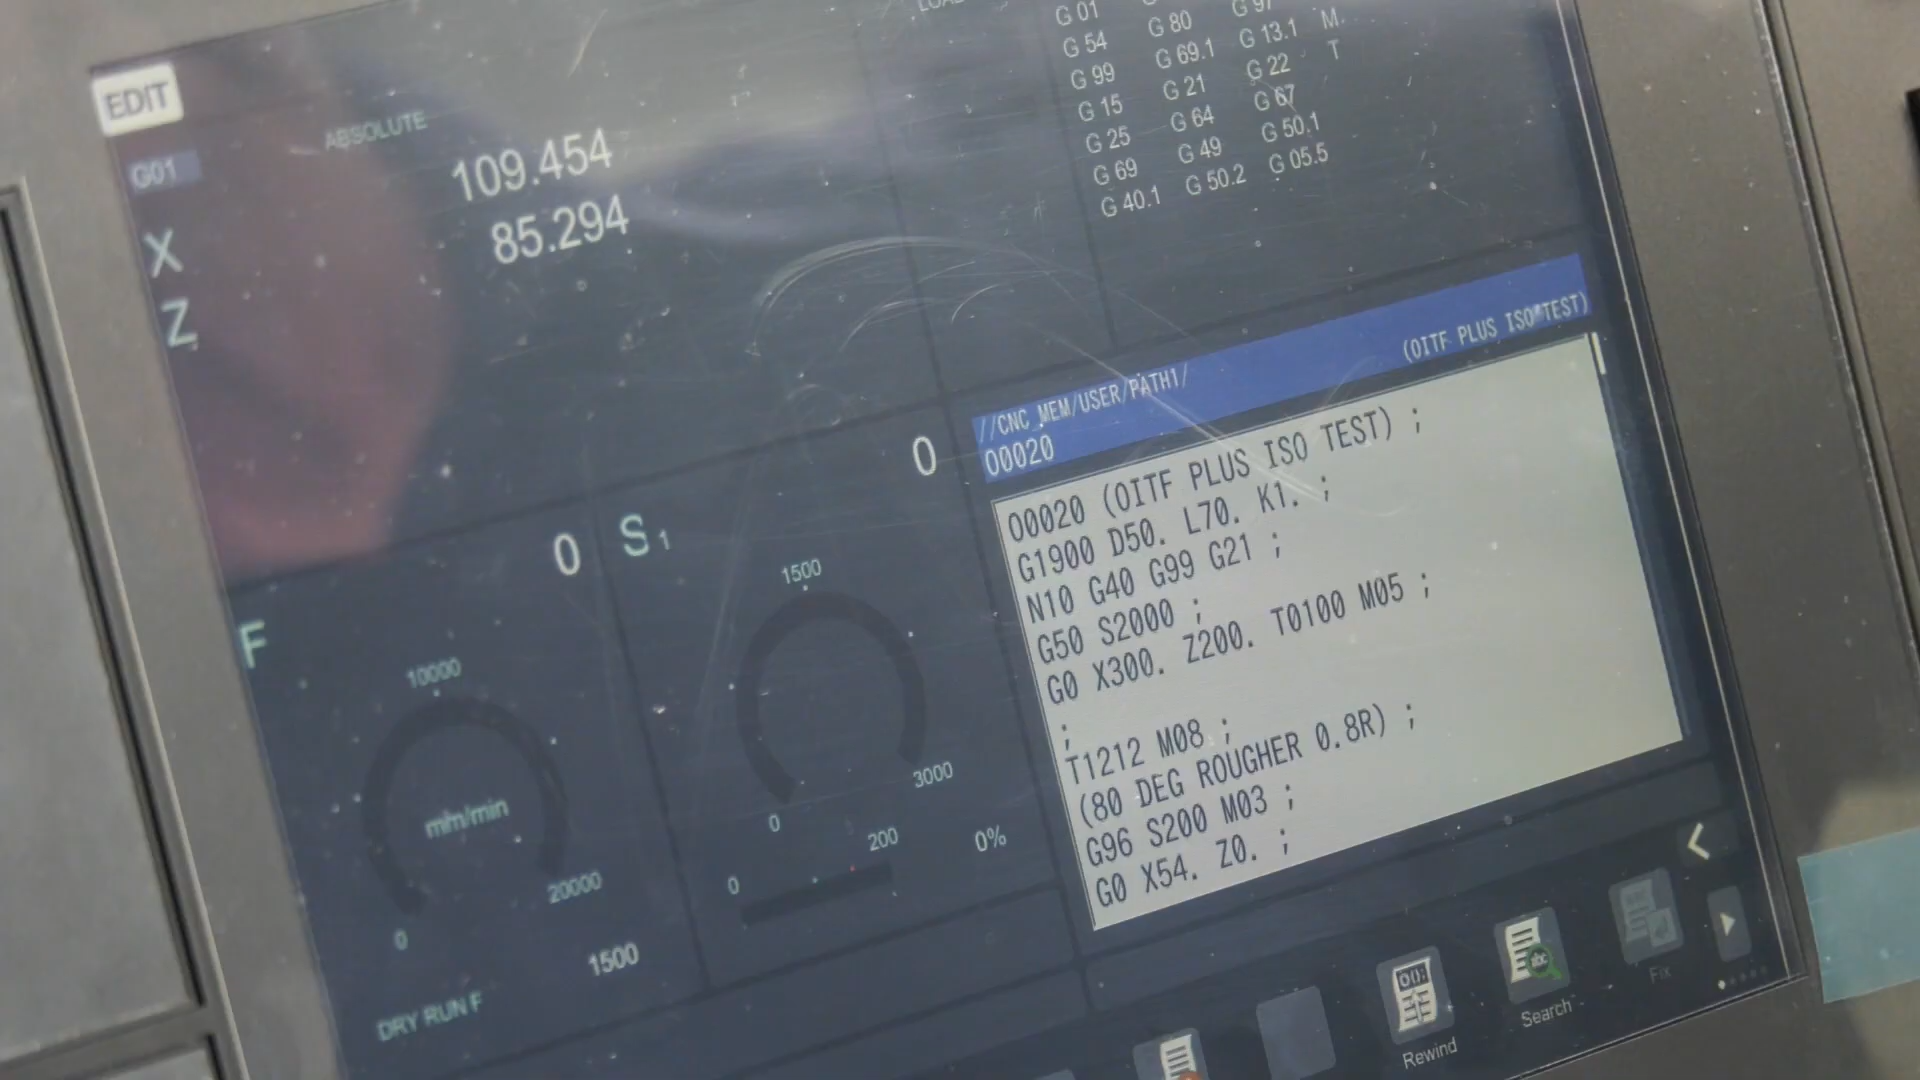 EDIT
G01
ABSOLUTE
X 109.454
Z 85.294
G 01
G 54 G 80
G 99 G 69.1 G 13.1 M
G 15 G 21 G 22 T
G 25 G 64 G 67
G 69 G 49 G 50.1
G 40.1 G 50.2 G 05.5
F 0
10000
mm/min
0 20000
DRY RUN F 1500
S 1 0
1500
0 3000
0 200 0%
//CNC_MEM/USER/PATH1/
O0020 (OITF PLUS ISO TEST)
O0020 (OITF PLUS ISO TEST) ;
G1900 D50. L70. K1. ;
N10 G40 G99 G21 ;
G50 S2000 ;
G0 X300. Z200. T0100 M05 ;
;
T1212 M08 ;
(80 DEG ROUGHER 0.8R) ;
G96 S200 M03 ;
G0 X54. Z0. ;
Rewind
Search
Fix